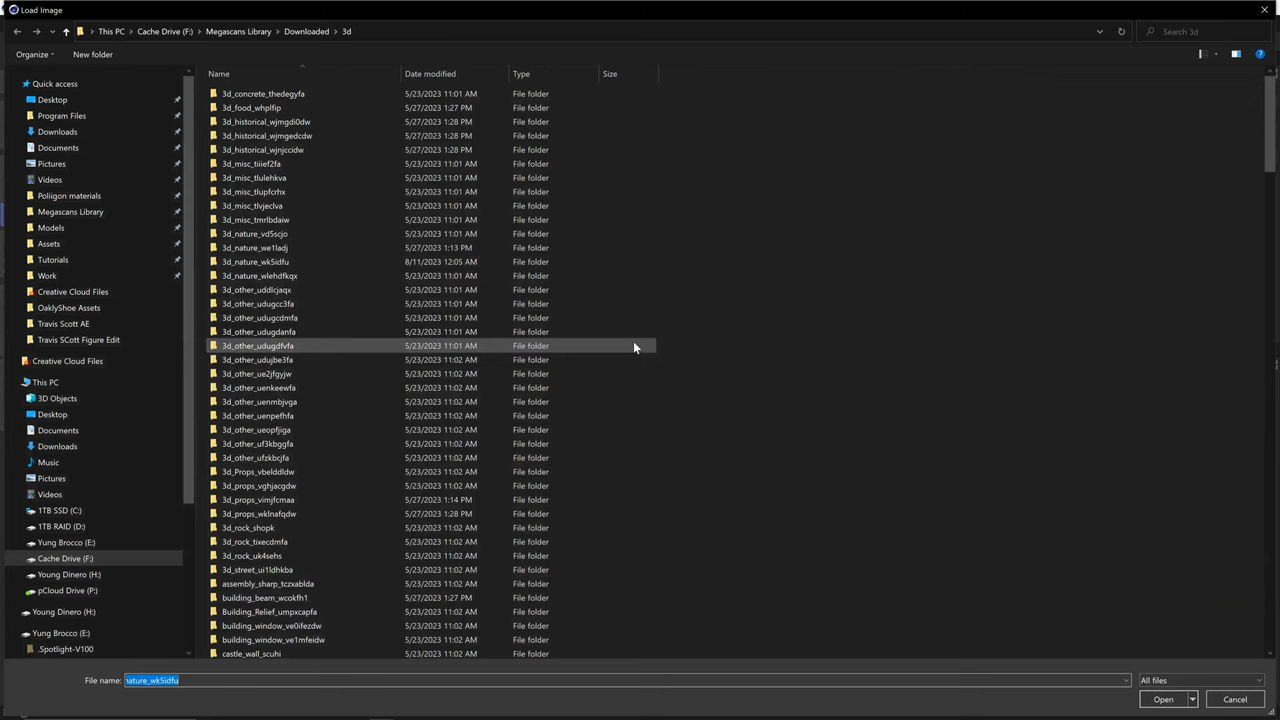 Load Image
This PC > Cache Drive (F:) > Megascans Library > Downloaded > 3d
Search 3d
Organize
New folder
Name
Date modified
Type
Size
Quick access
Desktop
Program Files
Downloads
Documents
Pictures
Videos
Poliigon materials
Megascans Library
Models
Assets
Tutorials
Work
Creative Cloud Files
OaklyShoe Assets
Travis Scott AE
Travis SCott Figure Edit
Creative Cloud Files
This PC
3D Objects
Desktop
Documents
Downloads
Music
Pictures
Videos
1TB SSD (C:)
1TB RAID (D:)
Yung Brocco (E:)
Cache Drive (F:)
Young Dinero (H:)
pCloud Drive (P:)
Young Dinero (H:)
Yung Brocco (E:)
.Spotlight-V100
3d_concrete_thedegyfa 5/23/2023 11:01 AM File folder
3d_food_whplfip 5/27/2023 1:27 PM File folder
3d_historical_wjmgdi0dw 5/27/2023 1:28 PM File folder
3d_historical_wjmgedcdw 5/27/2023 1:28 PM File folder
3d_historical_wjnjccidw 5/27/2023 1:28 PM File folder
3d_misc_tiiief2fa 5/23/2023 11:01 AM File folder
3d_misc_tlulehkva 5/23/2023 11:01 AM File folder
3d_misc_tlupfcrhx 5/23/2023 11:01 AM File folder
3d_misc_tlvjeclva 5/23/2023 11:01 AM File folder
3d_misc_tmrlbdaiw 5/23/2023 11:01 AM File folder
3d_nature_vd5scjo 5/23/2023 11:01 AM File folder
3d_nature_we1ladj 5/27/2023 1:13 PM File folder
3d_nature_wk5idfu 8/11/2023 12:05 AM File folder
3d_nature_wlehdfkqx 5/23/2023 11:01 AM File folder
3d_other_uddlcjaqx 5/23/2023 11:01 AM File folder
3d_other_udugcc3fa 5/23/2023 11:01 AM File folder
3d_other_udugcdmfa 5/23/2023 11:01 AM File folder
3d_other_udugdanfa 5/23/2023 11:01 AM File folder
3d_other_udugdfvfa 5/23/2023 11:01 AM File folder
3d_other_udujbe3fa 5/23/2023 11:02 AM File folder
3d_other_ue2jfgyjw 5/23/2023 11:02 AM File folder
3d_other_uenkeewfa 5/23/2023 11:02 AM File folder
3d_other_uenmbjvga 5/23/2023 11:02 AM File folder
3d_other_uenpefhfa 5/23/2023 11:02 AM File folder
3d_other_ueopfjiga 5/23/2023 11:02 AM File folder
3d_other_uf3kbggfa 5/23/2023 11:02 AM File folder
3d_other_ufzkbcjfa 5/23/2023 11:02 AM File folder
3d_Props_vbelddldw 5/23/2023 11:02 AM File folder
3d_props_vghjacgdw 5/23/2023 11:02 AM File folder
3d_props_vimjfcmaa 5/27/2023 1:14 PM File folder
3d_props_wklnafqdw 5/27/2023 1:28 PM File folder
3d_rock_shopk 5/23/2023 11:02 AM File folder
3d_rock_tixecdmfa 5/23/2023 11:02 AM File folder
3d_rock_uk4sehs 5/23/2023 11:02 AM File folder
3d_street_ui1ldhkba 5/23/2023 11:02 AM File folder
assembly_sharp_tczxablda 5/23/2023 11:02 AM File folder
building_beam_wcokfh1 5/27/2023 1:27 PM File folder
Building_Relief_umpxcapfa 5/23/2023 11:02 AM File folder
building_window_ve0ifezdw 5/23/2023 11:02 AM File folder
building_window_ve1mfeidw 5/23/2023 11:02 AM File folder
castle_wall_scuhi 5/23/2023 11:02 AM File folder
File name: nature_wk5idfu
All files
Open
Cancel